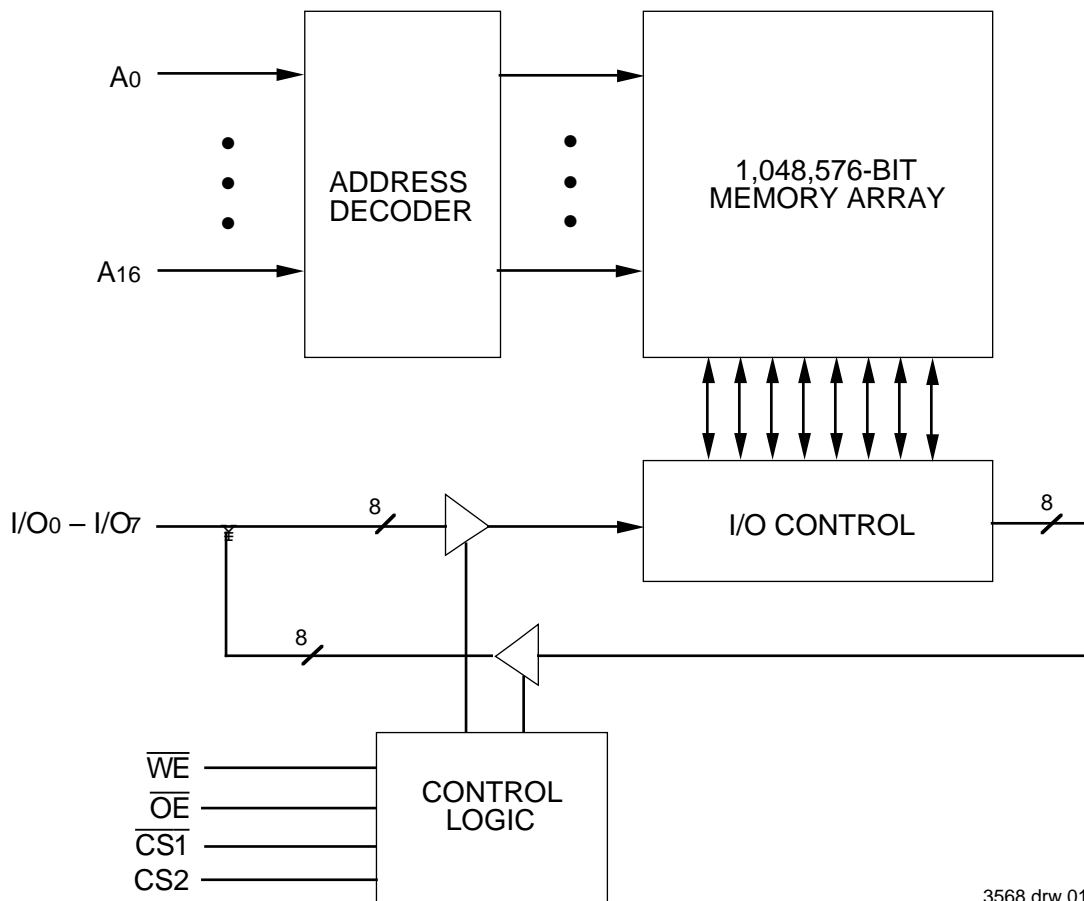 A0
A16
ADDRESS
DECODER
1,048,576-BIT
MEMORY ARRAY
I/O0 – I/O7
8
I/O CONTROL
8
8
WE
OE
CS1
CS2
CONTROL
LOGIC
3568 drw 01